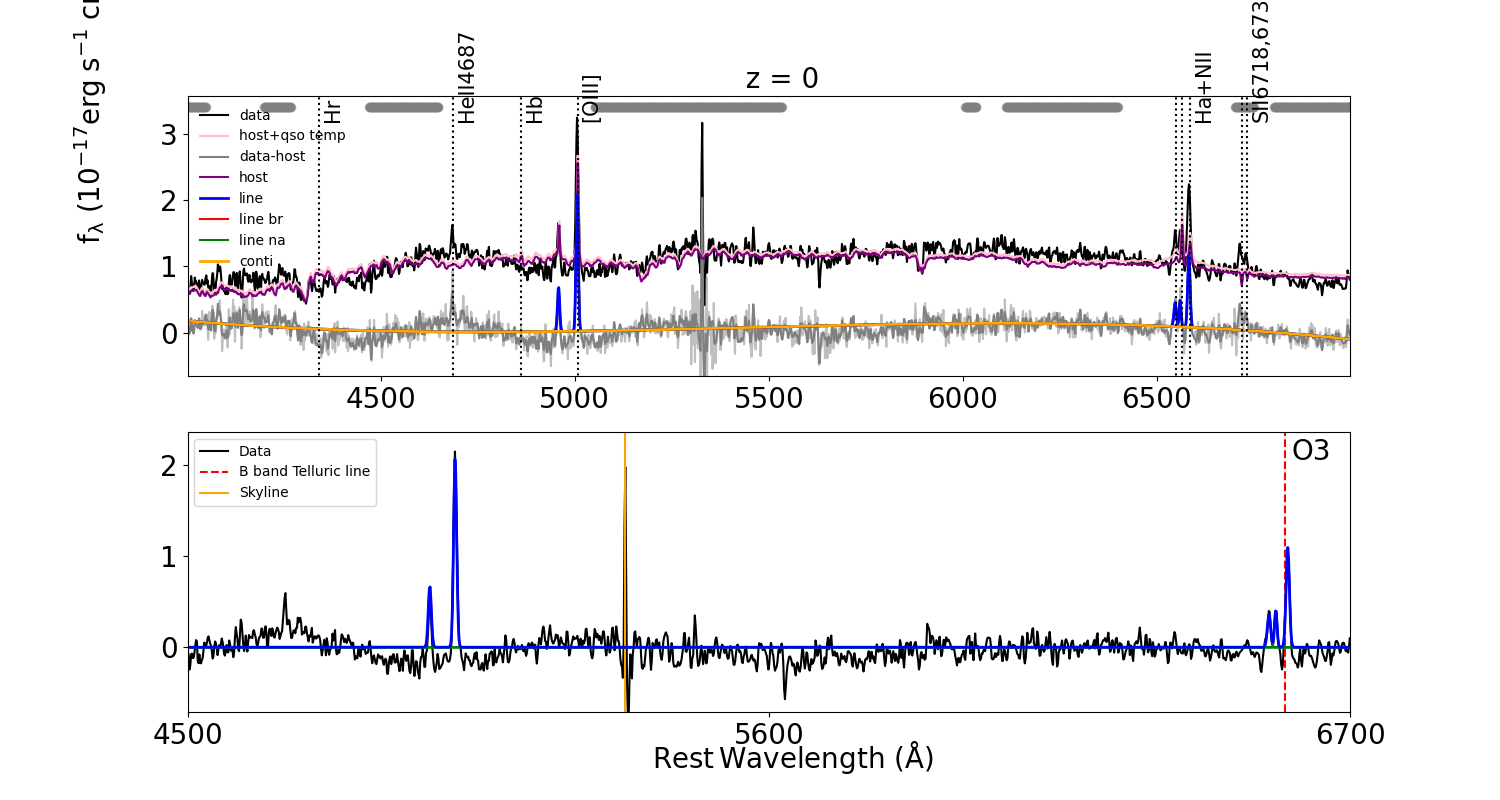 z = 0
f_λ (10^−17 erg s^−1
Hr
HeII4687
Hb
[OIII]
Ha+NII
SII6718,673
data
host+qso temp
data-host
host
line
line br
line na
conti
3
2
1
0
4500 5000 5500 6000 6500
Data
B band Telluric line
Skyline
O3
2
1
0
4500 5600 6700
Rest Wavelength (Å)